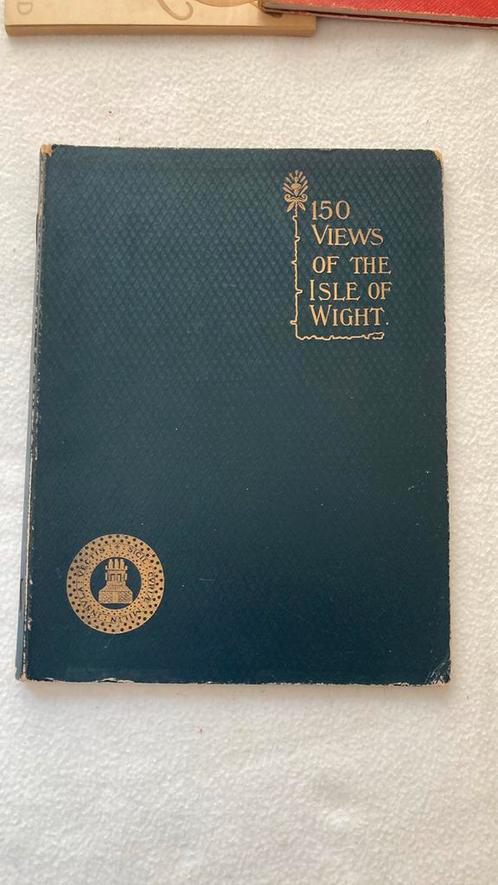 D
150
VIEWS
OF THE
ISLE OF
WIGHT.